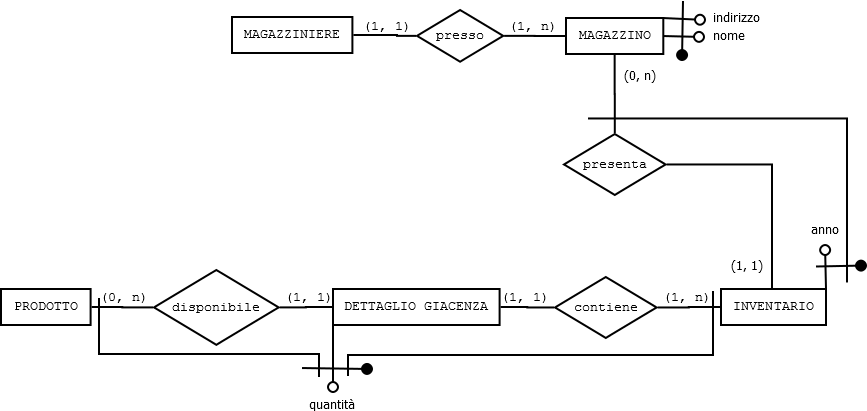 MAGAZZINIERE
(1, 1)
presso
(1, n)
MAGAZZINO
indirizzo
nome
(0, n)
presenta
anno
(1, 1)
PRODOTTO
(0, n)
disponibile
(1, 1)
DETTAGLIO GIACENZA
(1, 1)
contiene
(1, n)
INVENTARIO
quantità